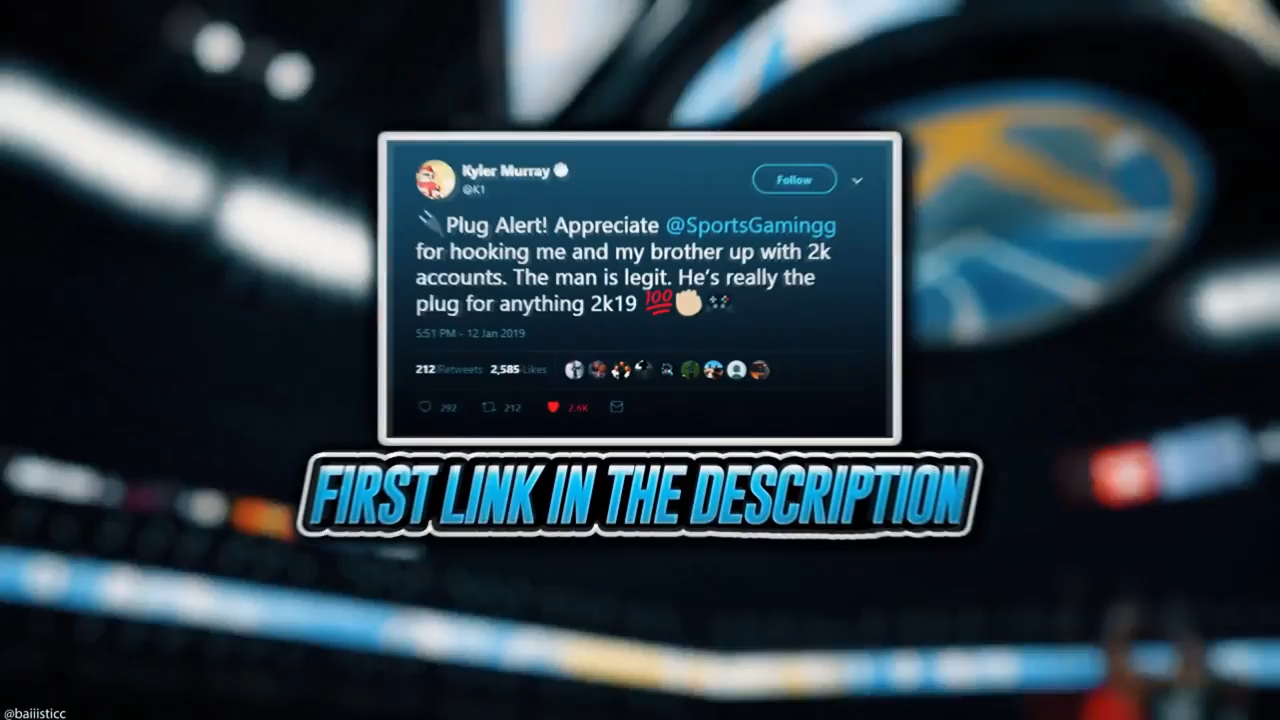 Kyler Murray
@K1
Follow
Plug Alert! Appreciate @SportsGamingg
for hooking me and my brother up with 2k
accounts. The man is legit. He's really the
plug for anything 2k19 💯✊🏼🎮
5:51 PM - 12 Jan 2019
212 Retweets 2,585 Likes
292 212 2.6K
FIRST LINK IN THE DESCRIPTION
@baiiisticc